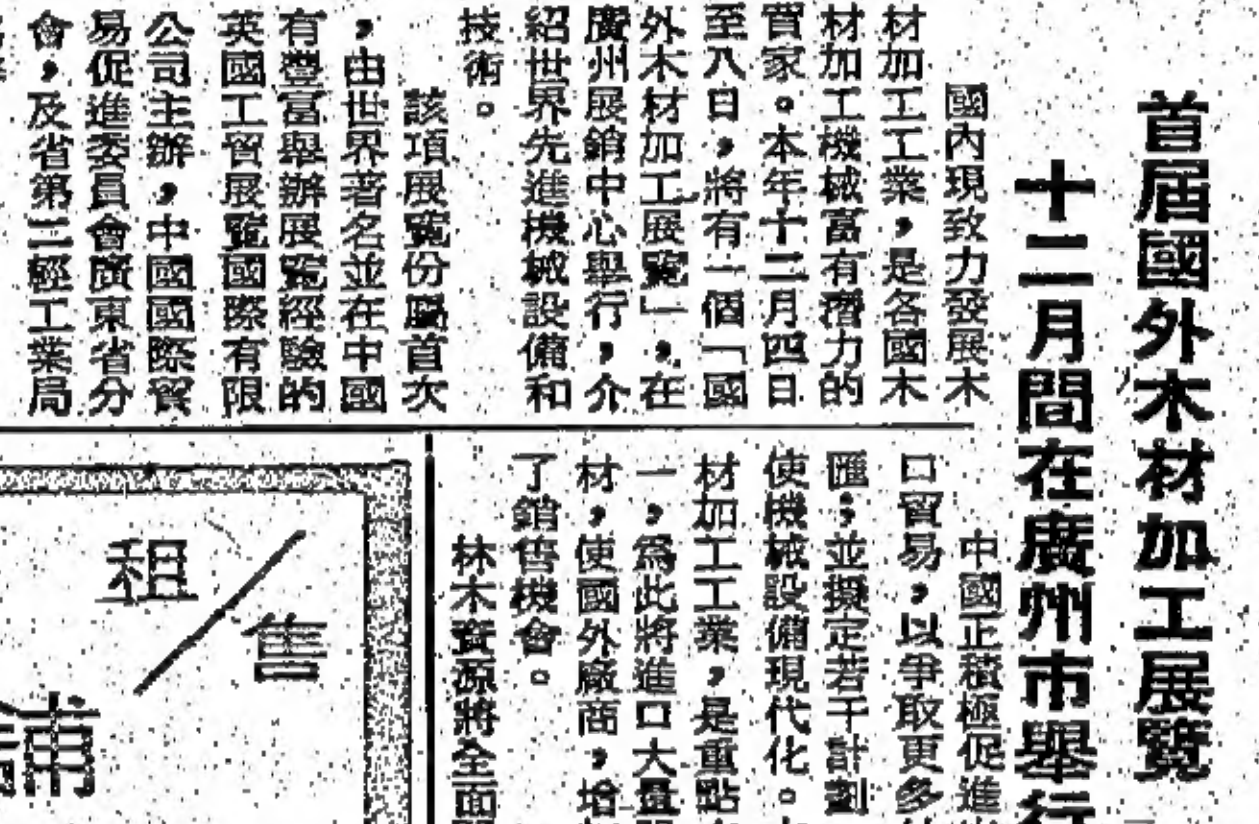 首屆國外木材加工展覽
十二月間在廣州市舉行
國內現致力發展木
材加工工業，是各國木
材加工機械富有潛力的
買家。本年十二月四日
至八日，將有一個「國
外木材加工展覽」，在
廣州展銷中心舉行，介
紹世界先進機械設備和
技術。
該項展覽份屬首次
，由世界著名並在中國
有豐富舉辦展覽經驗的
英國工貿展覽國際有限
公司主辦，中國國際貿
易促進委員會廣東省分
會，及省第二輕工業局
中國正積極促進
口貿易，以爭取更多
匯；並擬定若干計劃
使機械設備現代化。
材加工工業，是重點
一，爲此將進口大量
材，使國外廠商，增
了銷售機會。
林木資源將全面
租／售
舖